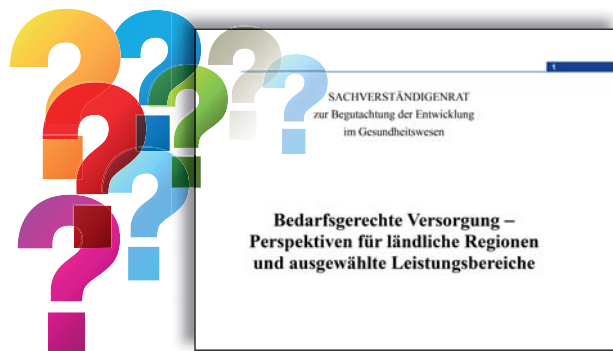 1
SACHVERSTÄNDIGENRAT
zur Begutachtung der Entwicklung
im Gesundheitswesen
Bedarfsgerechte Versorgung –
Perspektiven für ländliche Regionen
und ausgewählte Leistungsbereiche